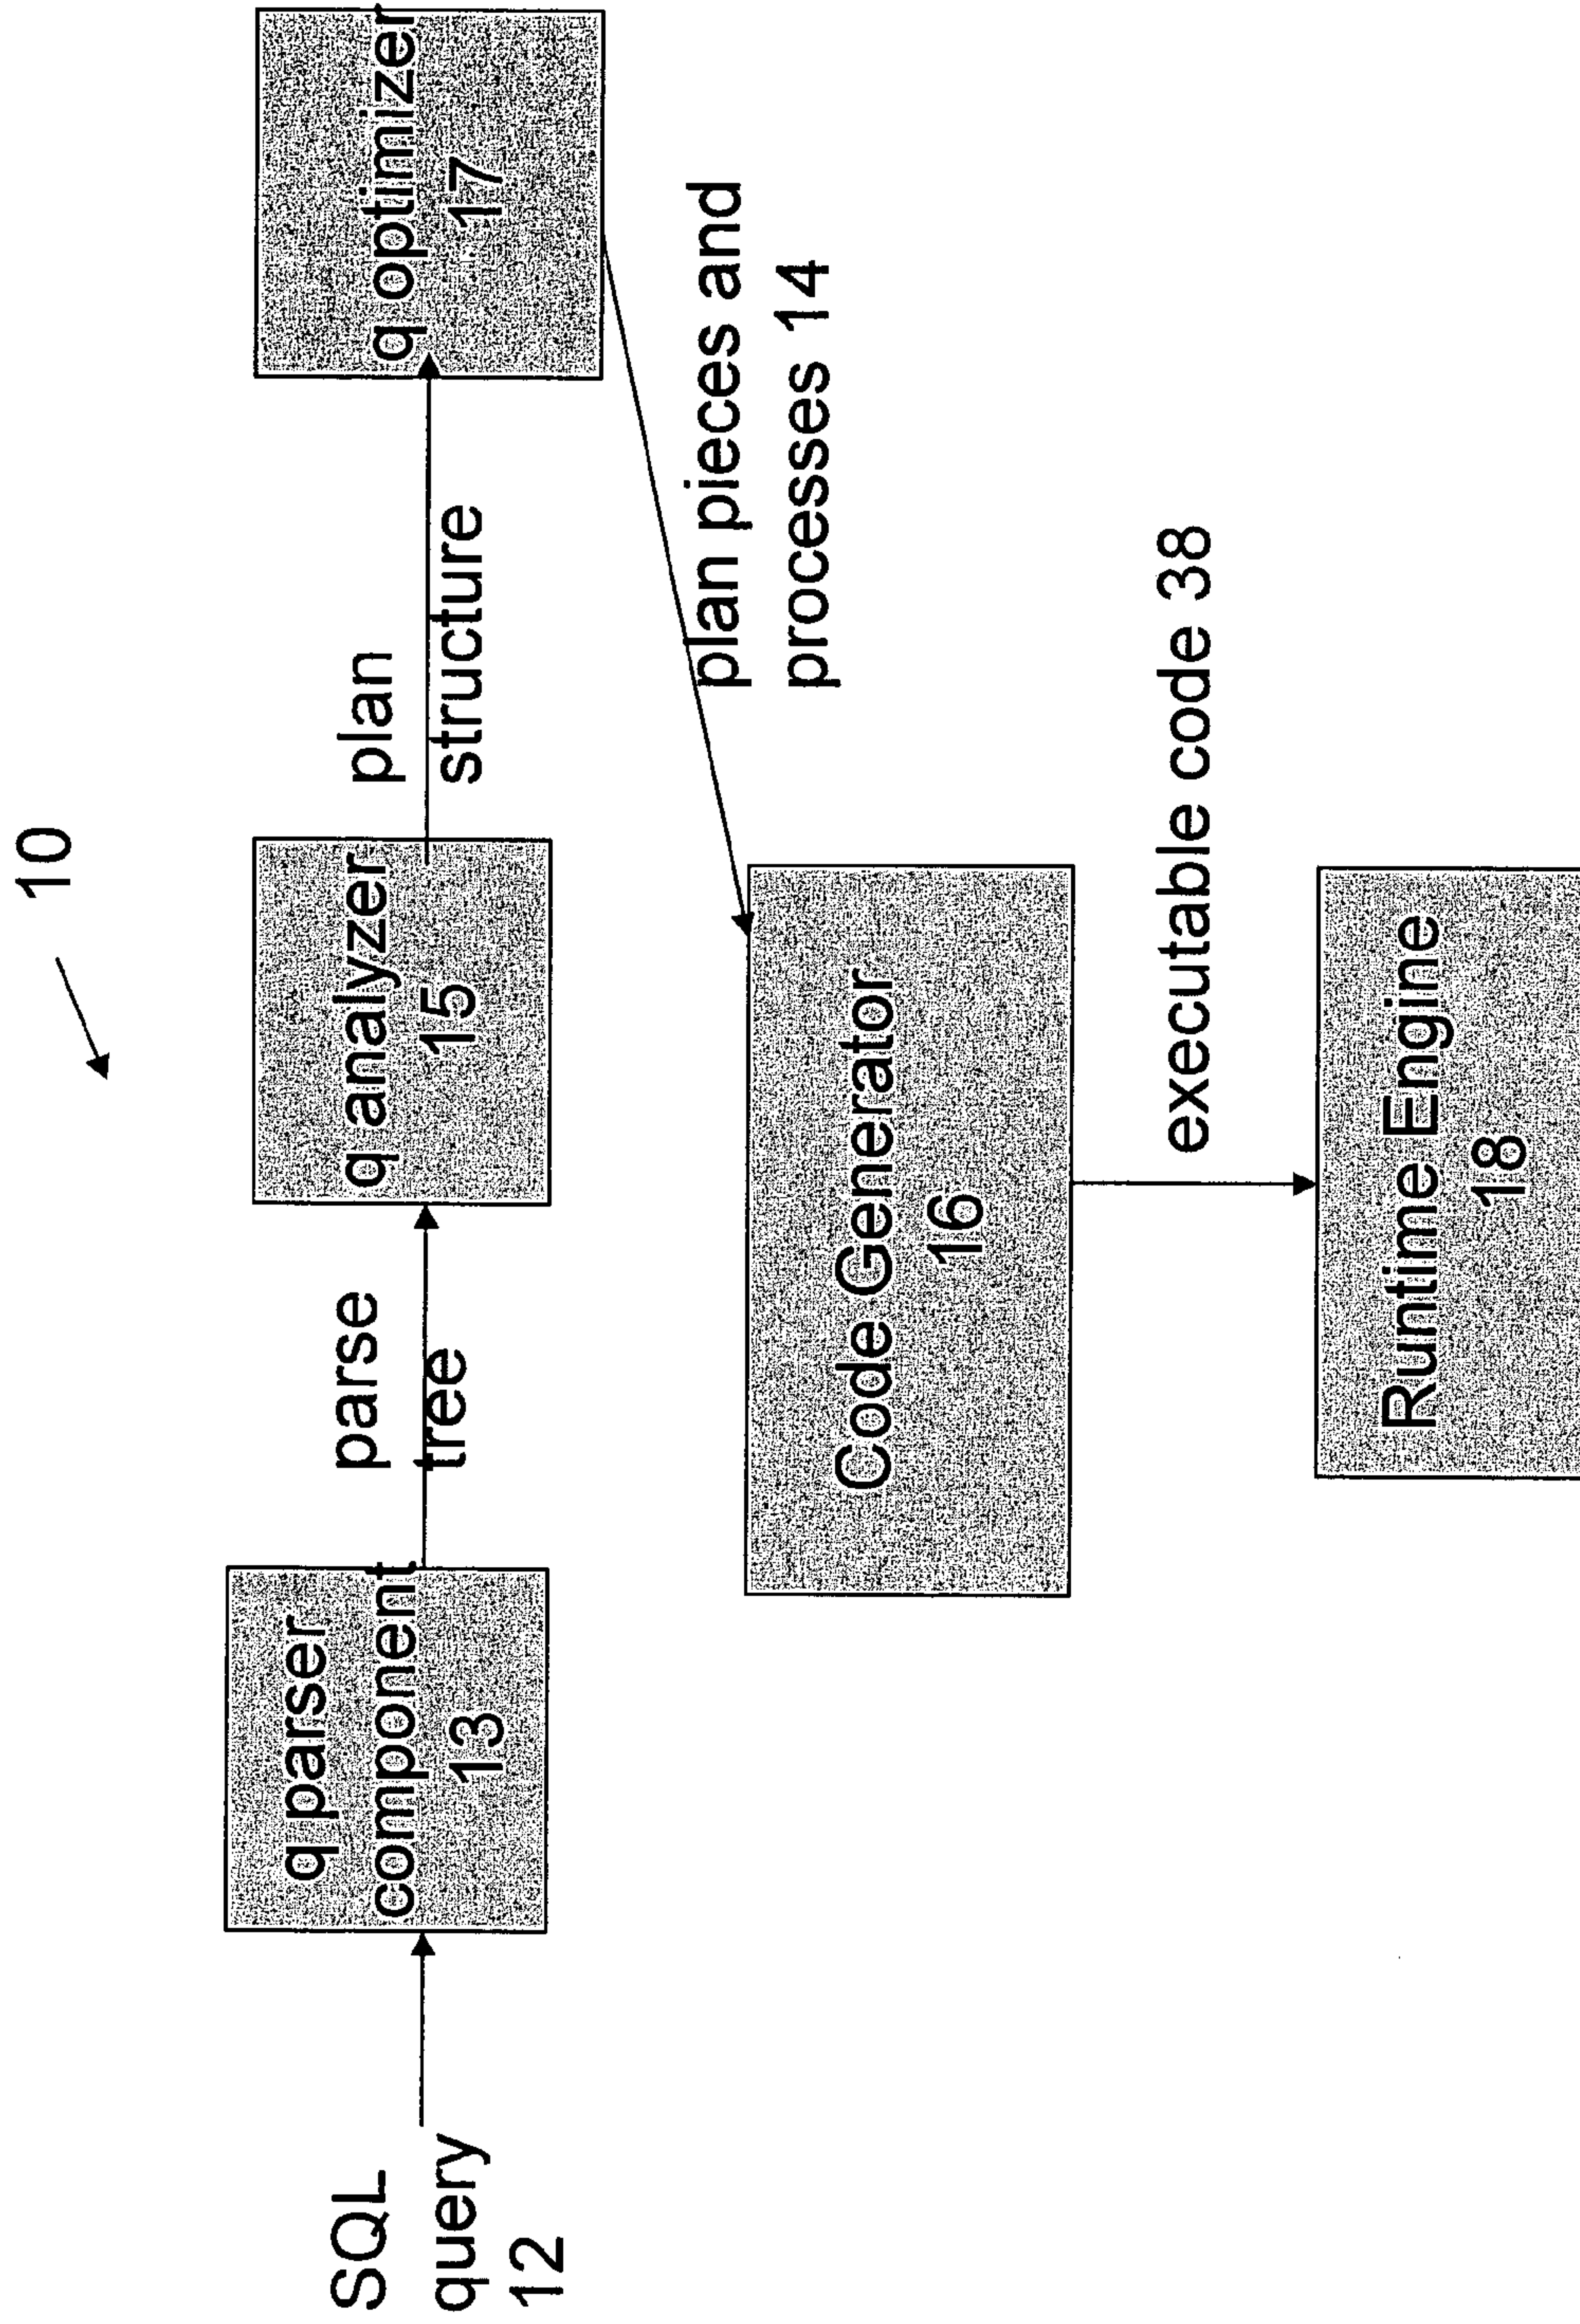 10
SQL
query
12
q parser
component
13
parse
tree
q analyzer
15
plan
structure
q optimizer
17
plan pieces and
processes 14
Code Generator
16
executable code 38
Runtime Engine
18